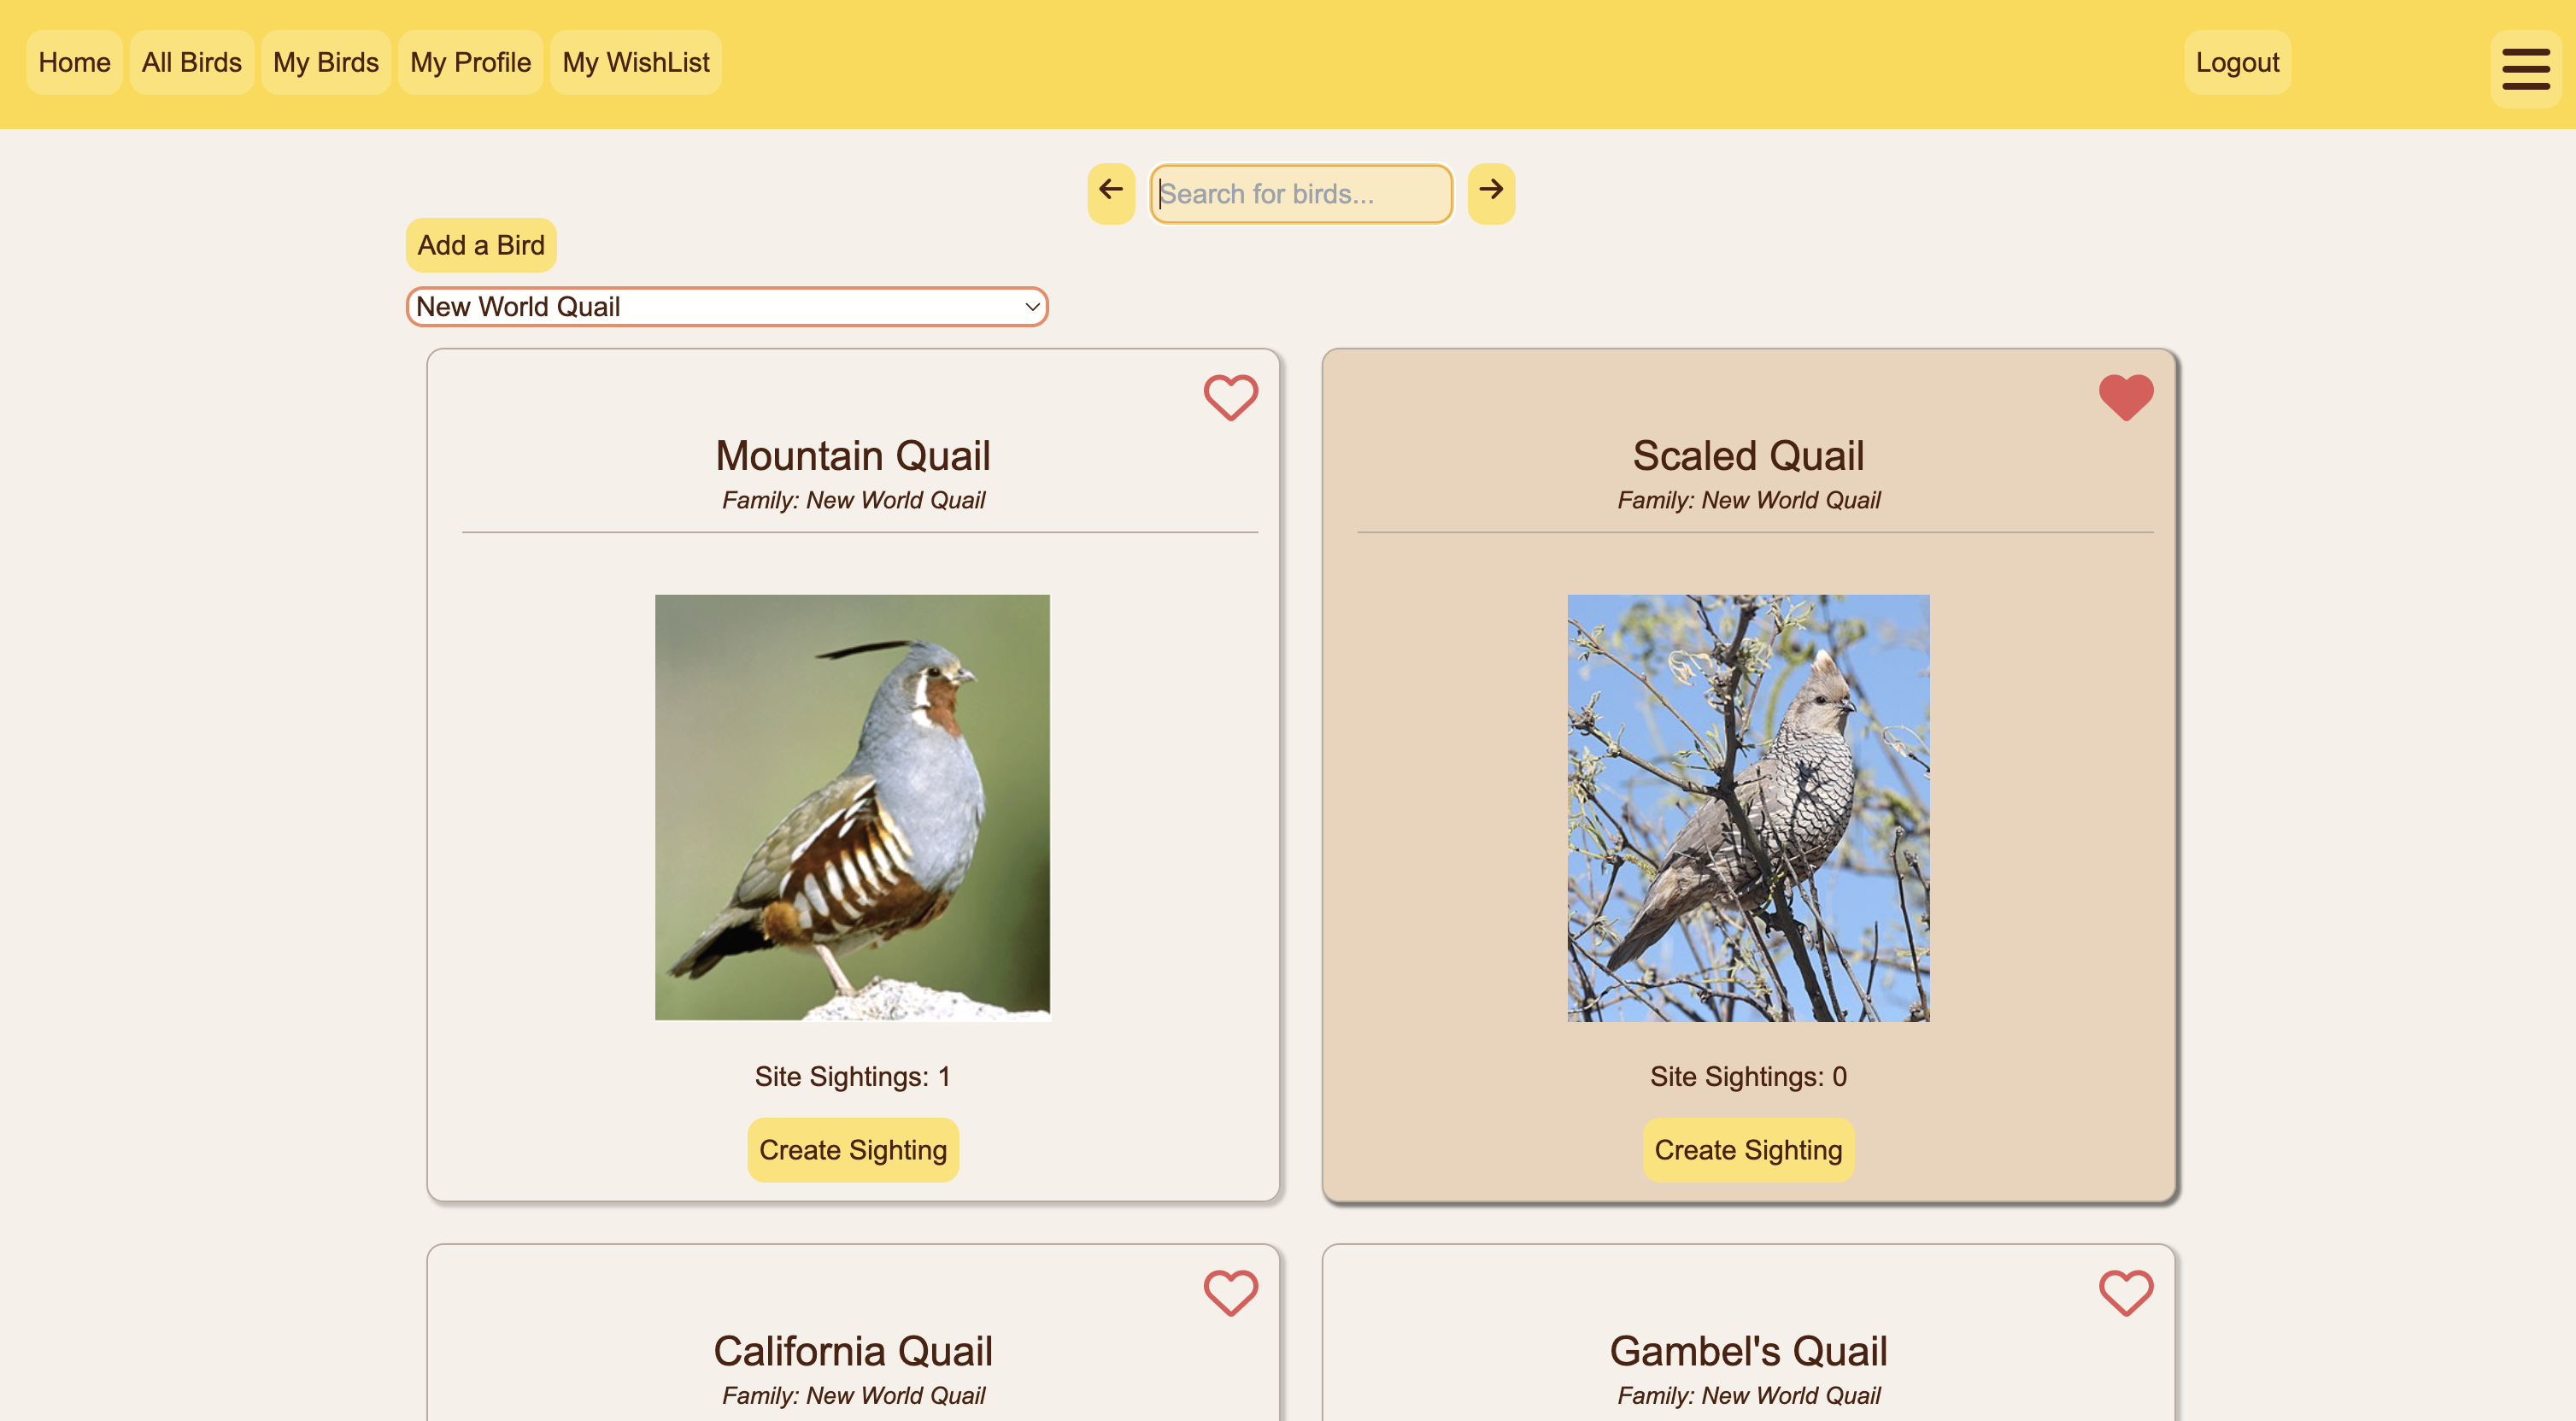 Home All Birds My Birds My Profile My WishList Logout
Search for birds...
Add a Bird
New World Quail
Mountain Quail
Family: New World Quail
Site Sightings: 1
Create Sighting
Scaled Quail
Family: New World Quail
Site Sightings: 0
Create Sighting
California Quail
Family: New World Quail
Gambel's Quail
Family: New World Quail